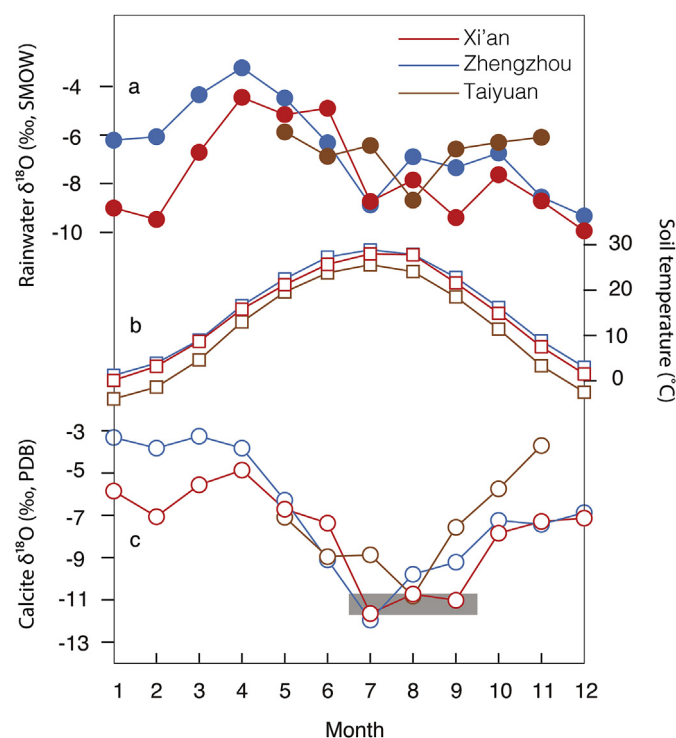 Xi'an
Zhengzhou
Taiyuan
a
-4
-6
-8
-10
Rainwater δ¹⁸O (‰, SMOW)
b
30
20
10
0
Soil temperature (˚C)
-3
-5
-7
-9
-11
-13
c
Calcite δ¹⁸O (‰, PDB)
1 2 3 4 5 6 7 8 9 10 11 12
Month